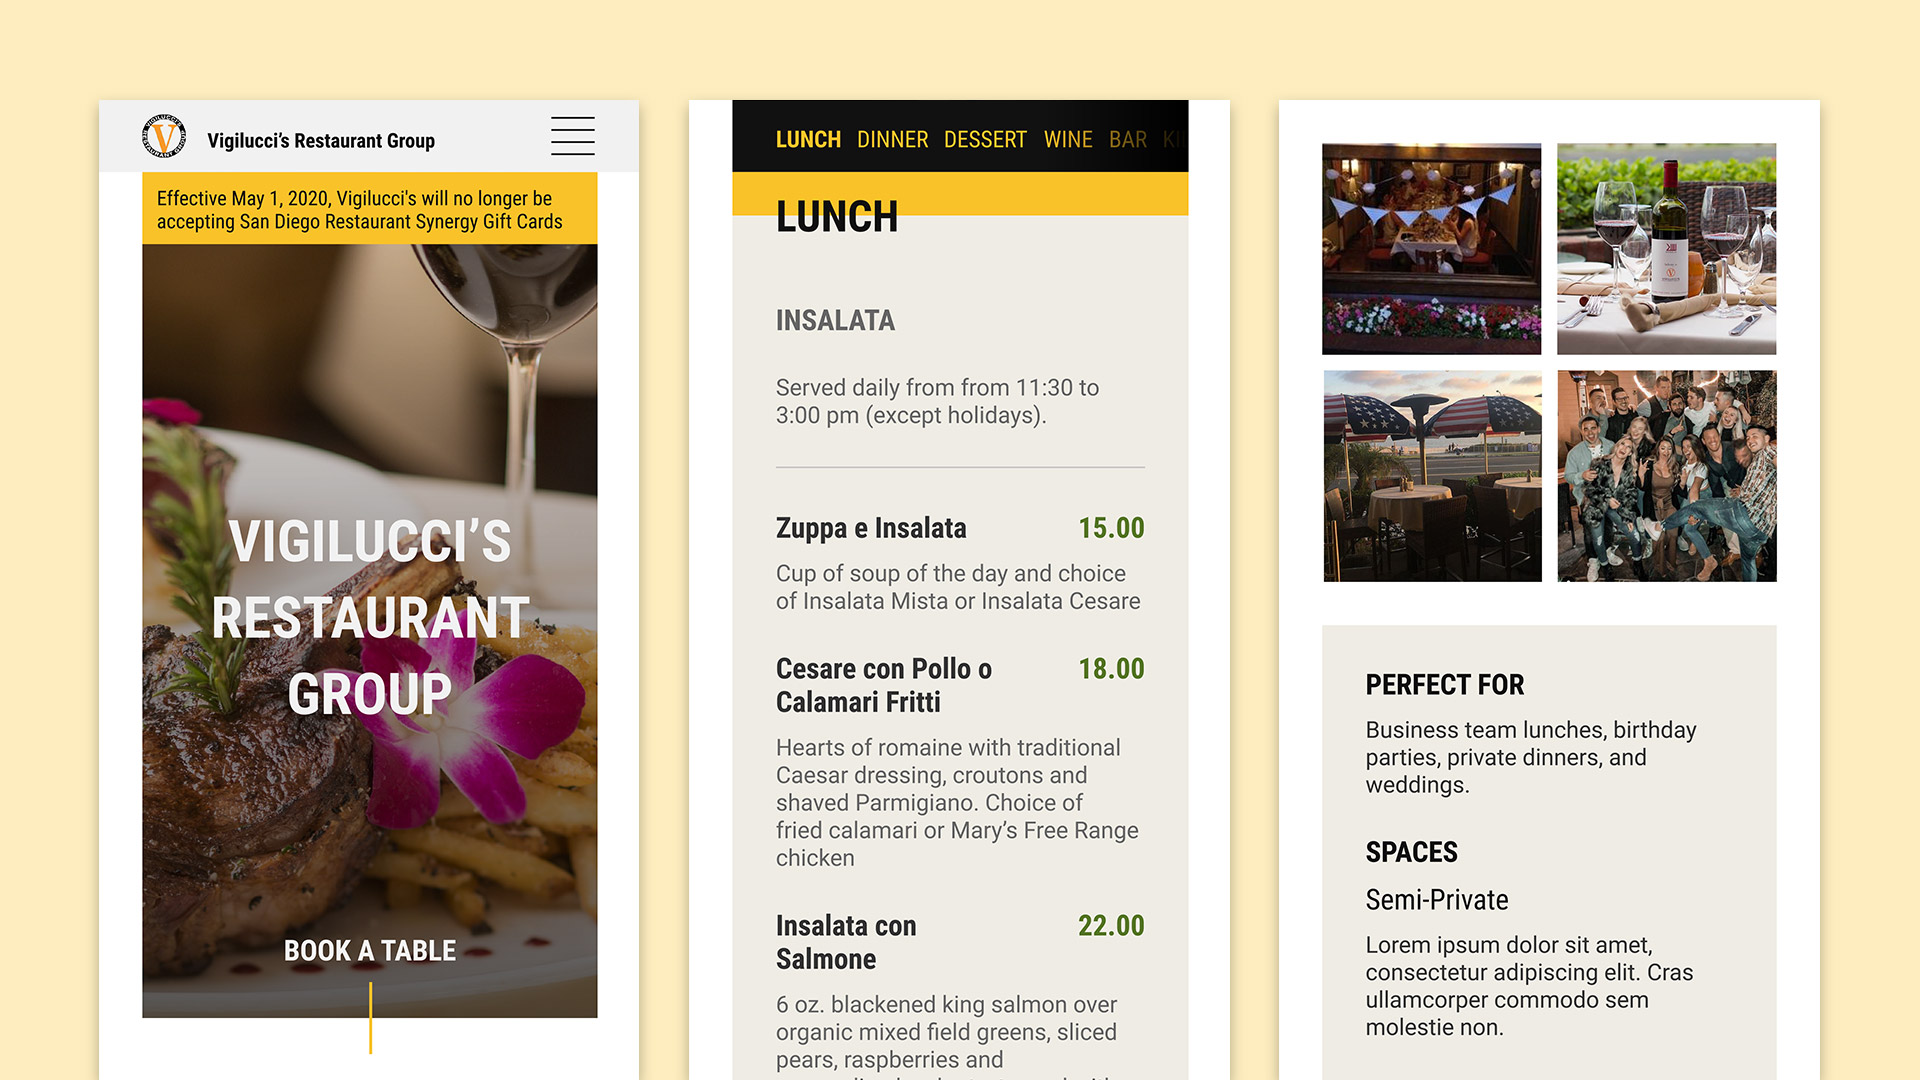 VIGILUCCI'S
RESTAURANT GROUP
V
Vigilucci's Restaurant Group
Effective May 1, 2020, Vigilucci's will no longer be
accepting San Diego Restaurant Synergy Gift Cards
VIGILUCCI'S
RESTAURANT
GROUP
BOOK A TABLE
LUNCH DINNER DESSERT WINE BAR
LUNCH
INSALATA
Served daily from from 11:30 to
3:00 pm (except holidays).
Zuppa e Insalata 15.00
Cup of soup of the day and choice
of Insalata Mista or Insalata Cesare
Cesare con Pollo o 18.00
Calamari Fritti
Hearts of romaine with traditional
Caesar dressing, croutons and
shaved Parmigiano. Choice of
fried calamari or Mary's Free Range
chicken
Insalata con 22.00
Salmone
6 oz. blackened king salmon over
organic mixed field greens, sliced
pears, raspberries and
PERFECT FOR
Business team lunches, birthday
parties, private dinners, and
weddings.
SPACES
Semi-Private
Lorem ipsum dolor sit amet,
consectetur adipiscing elit. Cras
ullamcorper commodo sem
molestie non.